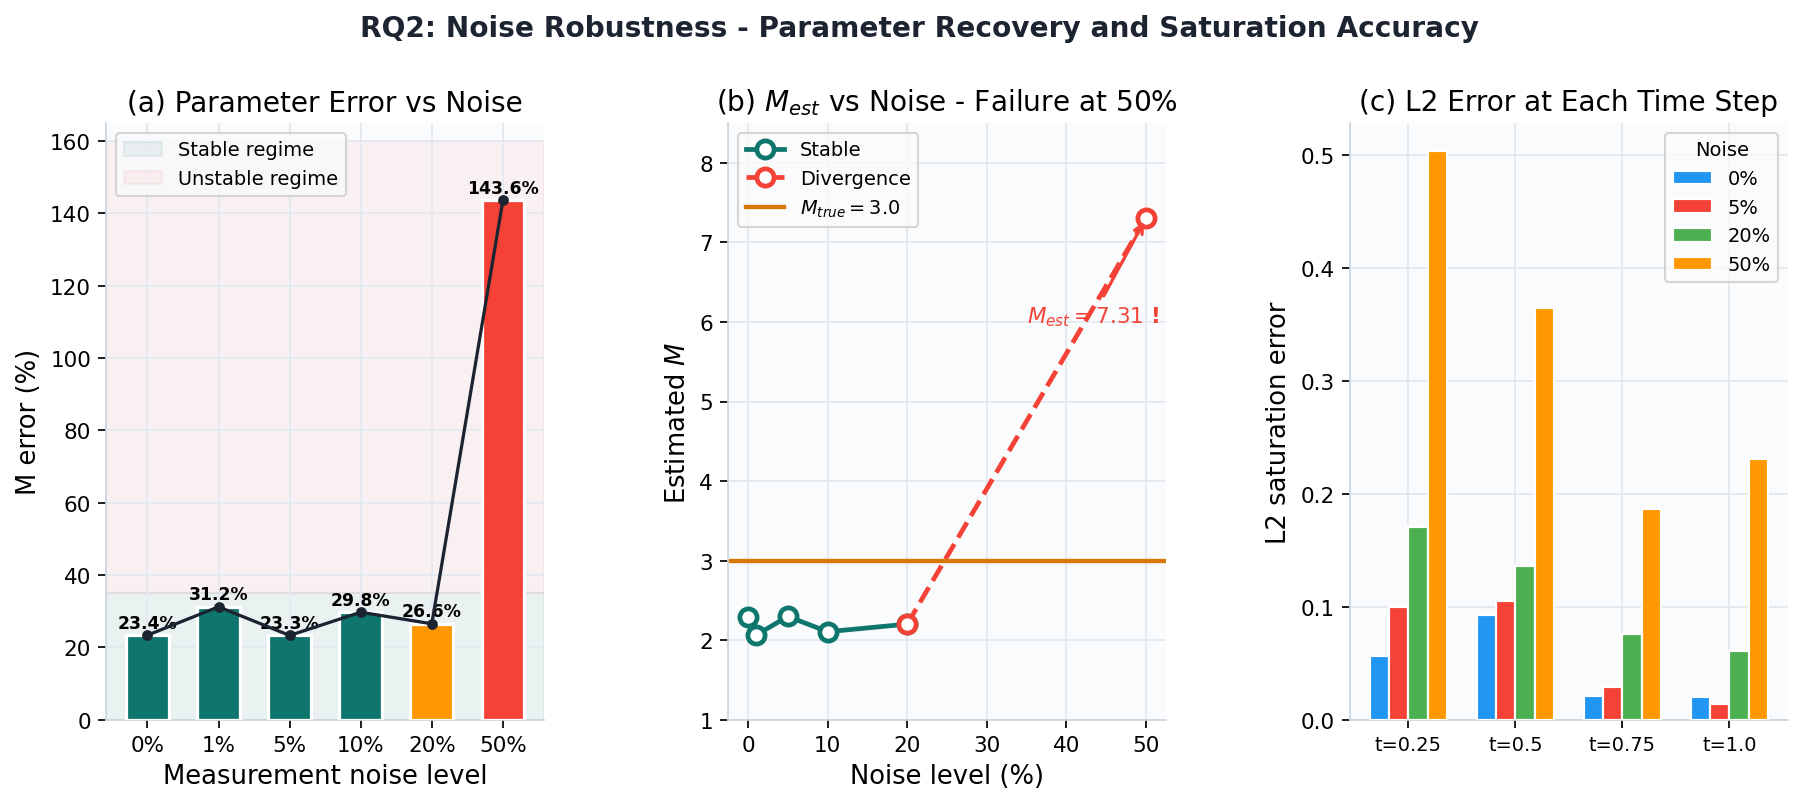 RQ2: Noise Robustness - Parameter Recovery and Saturation Accuracy
(a) Parameter Error vs Noise
M error (%)
160
140
120
100
80
60
40
20
0
Stable regime
Unstable regime
143.6%
23.4%
31.2%
23.3%
29.8%
26.6%
0%
1%
5%
10%
20%
50%
Measurement noise level
(b) M_est vs Noise - Failure at 50%
Estimated M
8
7
6
5
4
3
2
1
Stable
Divergence
M_true = 3.0
M_est = 7.31 !
0
10
20
30
40
50
Noise level (%)
(c) L2 Error at Each Time Step
L2 saturation error
0.5
0.4
0.3
0.2
0.1
0.0
Noise
0%
5%
20%
50%
t=0.25
t=0.5
t=0.75
t=1.0